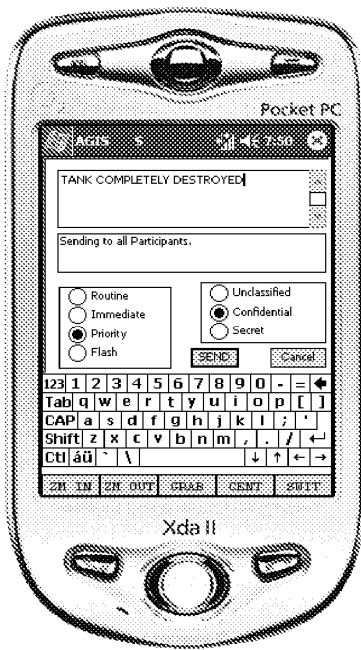 Pocket PC
AGIS S 7:50
TANK COMPLETELY DESTROYED
Sending to all Participants.
Routine
Immediate
Priority
Flash
Unclassified
Confidential
Secret
SEND
Cancel
123 1 2 3 4 5 6 7 8 9 0 - =
Tab q w e r t y u i o p [ ]
CAP a s d f g h j k l ; '
Shift z x c v b n m , . /
Ctl áü ` \
ZM IN ZM OUT GRAB CENT SWIT
Xda II